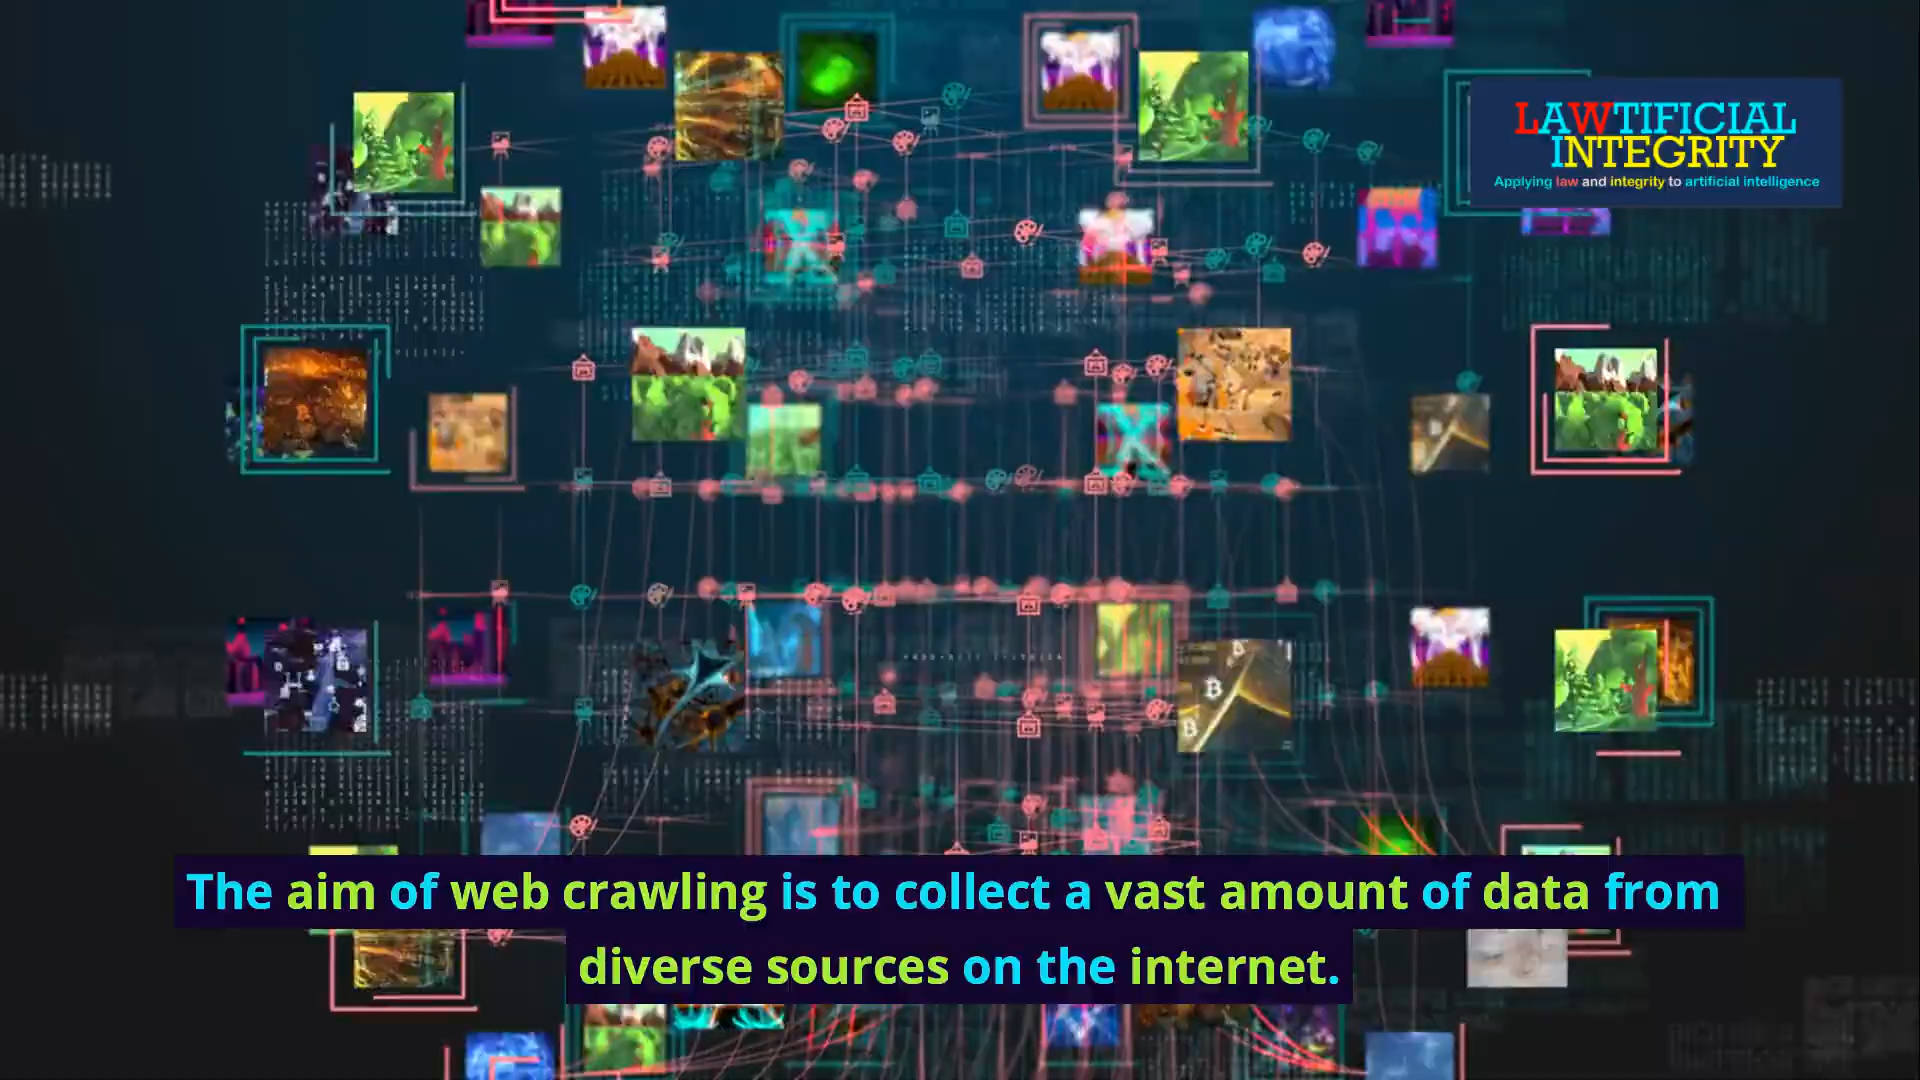 LAWTIFICIAL
INTEGRITY
Applying law and integrity to artificial intelligence
The aim of web crawling is to collect a vast amount of data from
diverse sources on the internet.